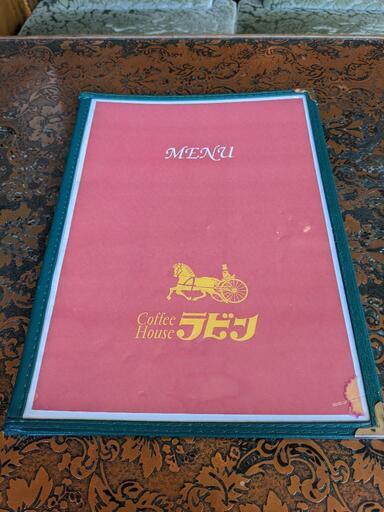 MENU
Coffee
House ラビン